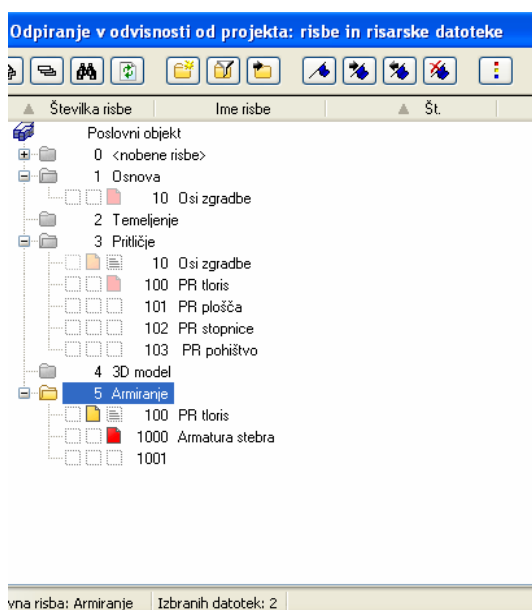 Odpiranje v odvisnosti od projekta: risbe in risarske datoteke
Številka risbe Ime risbe Št.
Poslovni objekt
0 <nobene risbe>
1 Osnova
10 Osi zgradbe
2 Temeljenje
3 Pritličje
10 Osi zgradbe
100 PR tloris
101 PR plošča
102 PR stopnice
103 PR pohištvo
4 3D model
5 Armiranje
100 PR tloris
1000 Armatura stebra
1001
vna risba: Armiranje Izbranih datotek: 2